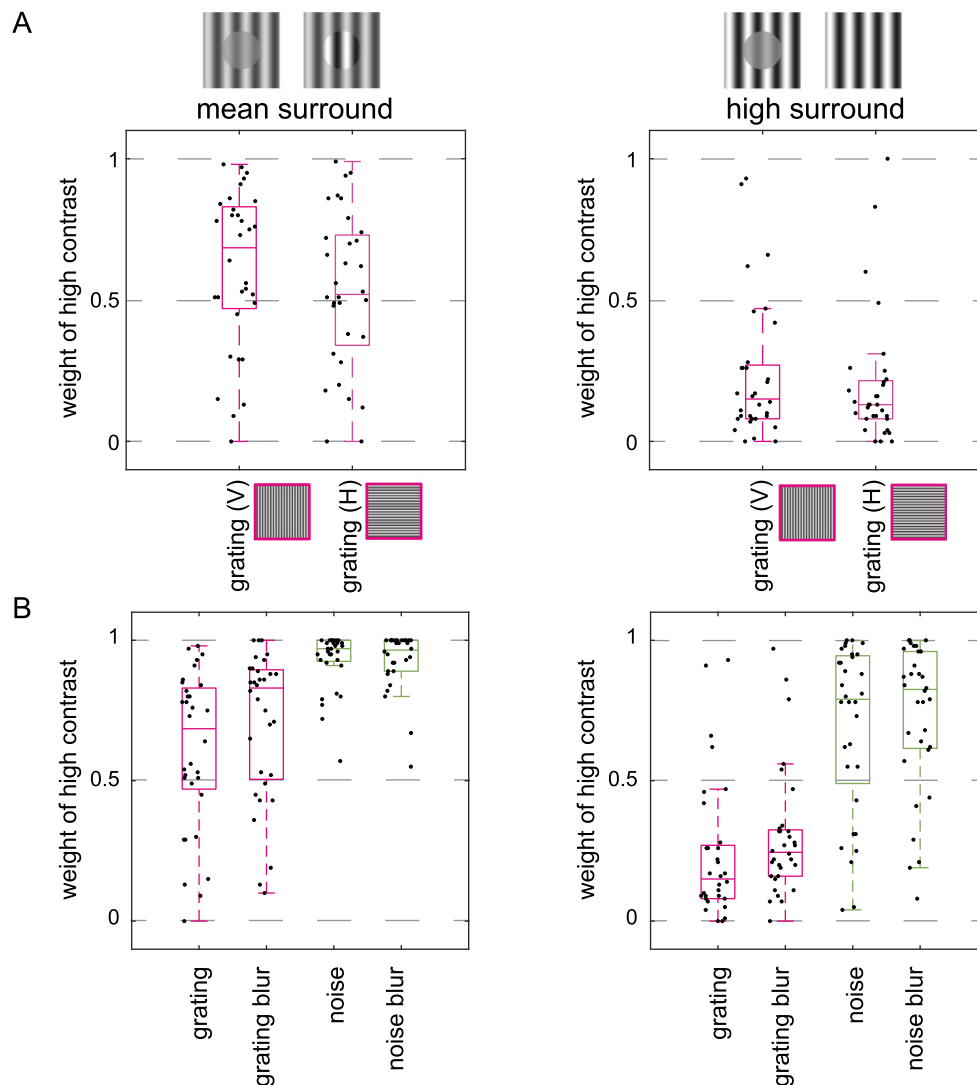 A
mean surround
high surround
weight of high contrast
1
0.5
0
grating (V)
grating (H)
weight of high contrast
1
0.5
0
grating (V)
grating (H)
B
weight of high contrast
1
0.5
0
grating
grating blur
noise
noise blur
weight of high contrast
1
0.5
0
grating
grating blur
noise
noise blur